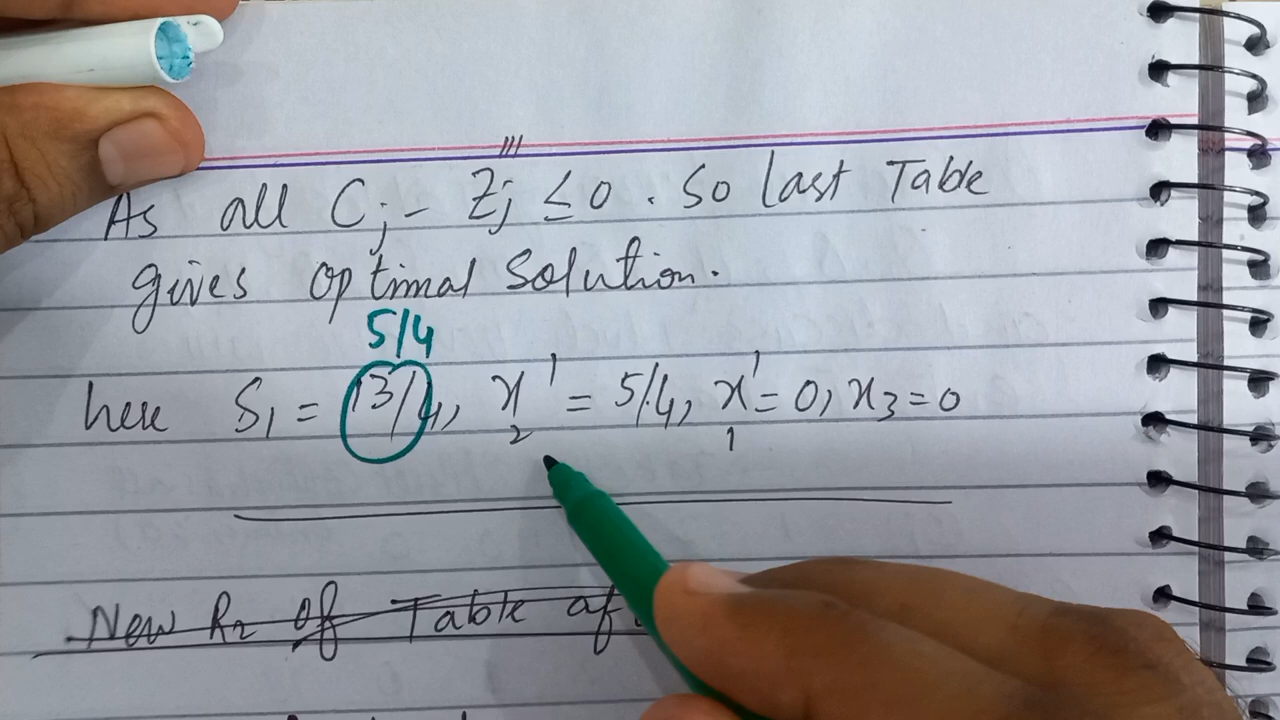 As all Cj - Zj ≤ 0 . So last Table
gives optimal solution.
5/4
here S₁ = 13/4, x₂' = 5/4, x₁' = 0, x₃ = 0
New R₂ of Table